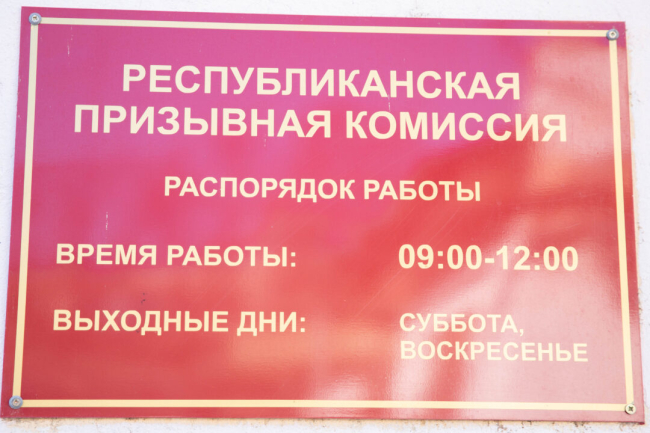 РЕСПУБЛИКАНСКАЯ
ПРИЗЫВНАЯ КОМИССИЯ
РАСПОРЯДОК РАБОТЫ
ВРЕМЯ РАБОТЫ: 09:00-12:00
ВЫХОДНЫЕ ДНИ: СУББОТА,
ВОСКРЕСЕНЬЕ